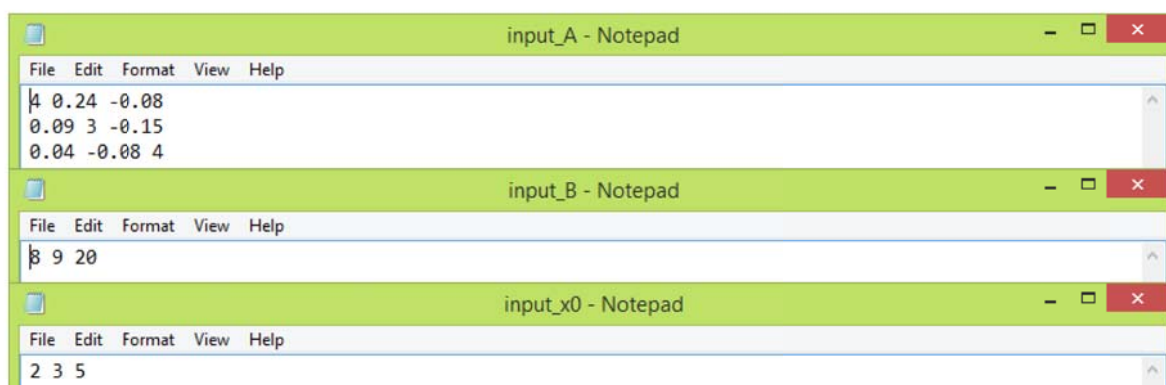 input_A - Notepad
File Edit Format View Help
4 0.24 -0.08
0.09 3 -0.15
0.04 -0.08 4
input_B - Notepad
File Edit Format View Help
8 9 20
input_x0 - Notepad
File Edit Format View Help
2 3 5